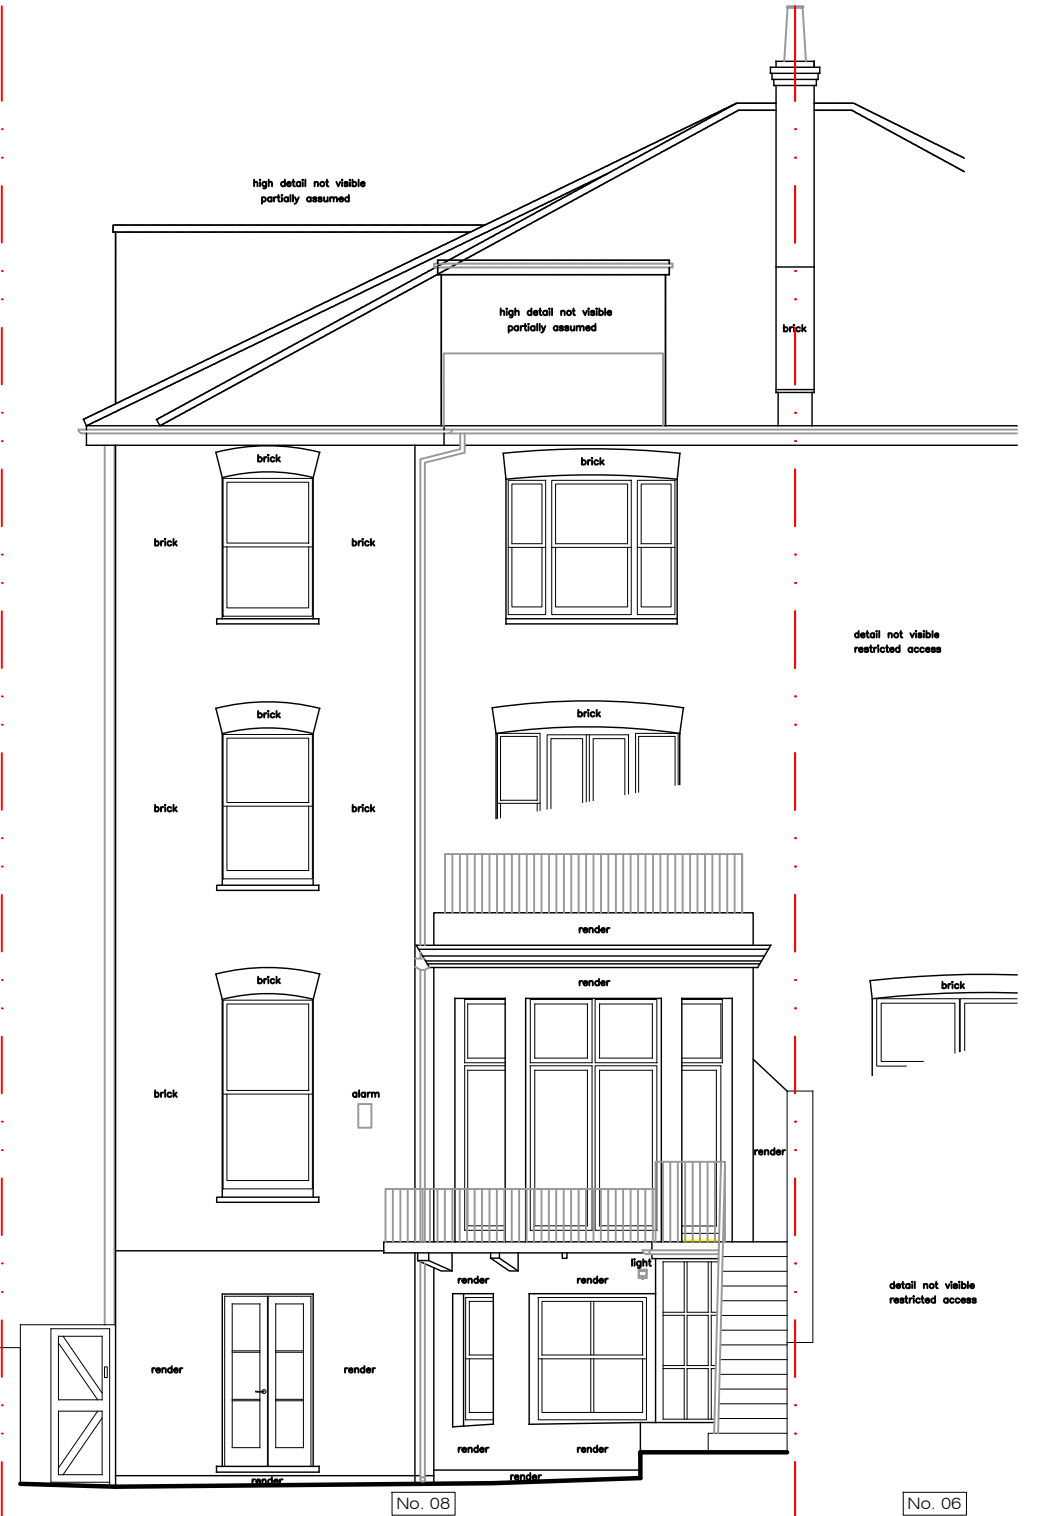 high detail not visible
partially assumed
high detail not visible
partially assumed
brick
brick
brick
brick
brick
detail not visible
restricted access
brick
brick
brick
brick
render
brick
render
brick
brick
alarm
render
light
render
render
detail not visible
restricted access
render
render
render
render
render
render
No. 08
No. 06